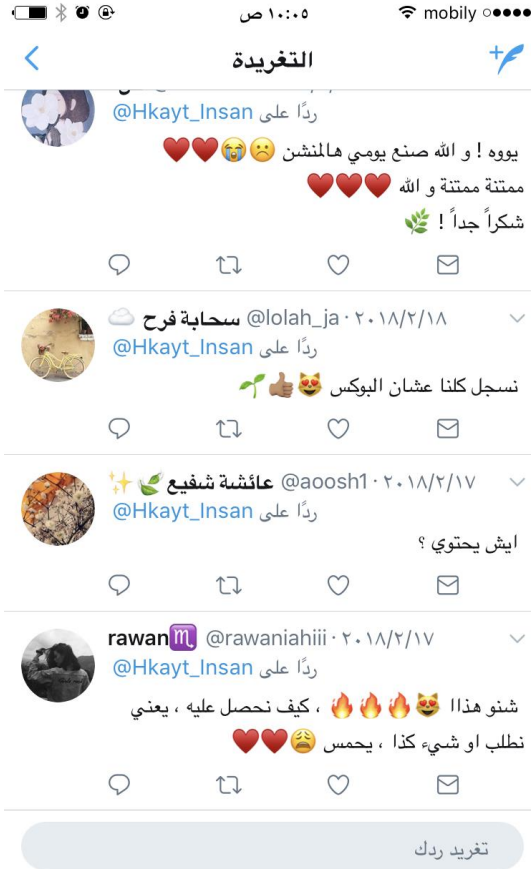 mobily ١٠:٠٥ ص
التغريدة
ردًا على @Hkayt_Insan
يووه ! و الله صنع يومي هالمنشن ☹️😭❤️❤️
ممتنة ممتنة و الله ❤️❤️❤️
شكراً جداً ! 🌿
سحابة فرح ☁️ @lolah_ja · ٢٠١٨/٢/١٨
ردًا على @Hkayt_Insan
نسجل كلنا عشان البوكس 😻👍🏽🌱
عائشة شفيع 🍃✨ @aoosh1 · ٢٠١٨/٢/١٧
ردًا على @Hkayt_Insan
ايش يحتوي ؟
rawan♏ @rawaniahiii · ٢٠١٨/٢/١٧
ردًا على @Hkayt_Insan
شنو هذاا 😻🔥🔥🔥 ، كيف نحصل عليه ، يعني
نطلب او شيء كذا ، يحمس 😩❤️❤️
تغريد ردك